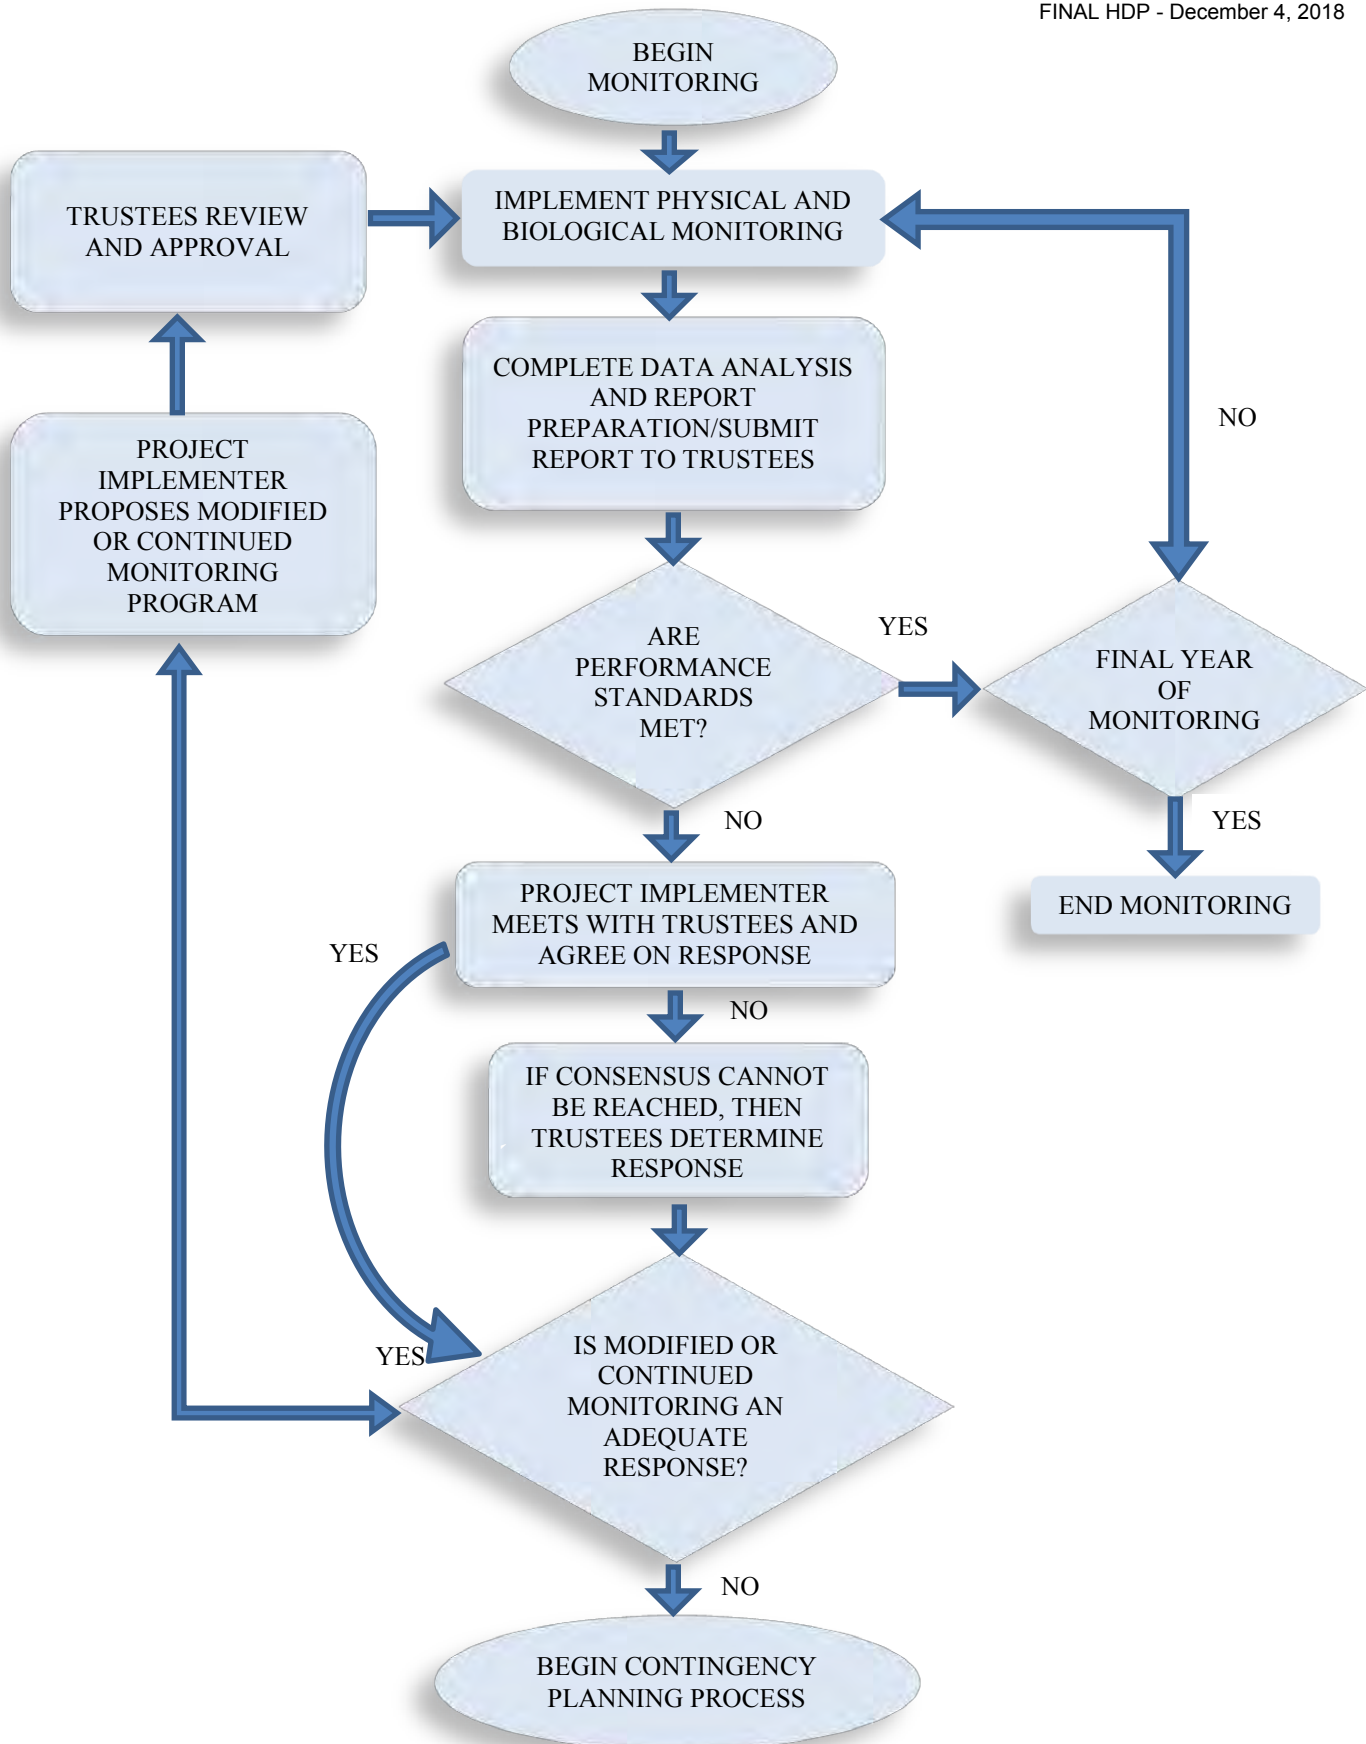 FINAL HDP - December 4, 2018
BEGIN
MONITORING
TRUSTEES REVIEW
AND APPROVAL
IMPLEMENT PHYSICAL AND
BIOLOGICAL MONITORING
COMPLETE DATA ANALYSIS
AND REPORT
PREPARATION/SUBMIT
REPORT TO TRUSTEES
NO
PROJECT
IMPLEMENTER
PROPOSES MODIFIED
OR CONTINUED
MONITORING
PROGRAM
ARE
PERFORMANCE
STANDARDS
MET?
YES
FINAL YEAR
OF
MONITORING
NO
YES
PROJECT IMPLEMENTER
MEETS WITH TRUSTEES AND
AGREE ON RESPONSE
END MONITORING
YES
NO
IF CONSENSUS CANNOT
BE REACHED, THEN
TRUSTEES DETERMINE
RESPONSE
YES
IS MODIFIED OR
CONTINUED
MONITORING AN
ADEQUATE
RESPONSE?
NO
BEGIN CONTINGENCY
PLANNING PROCESS